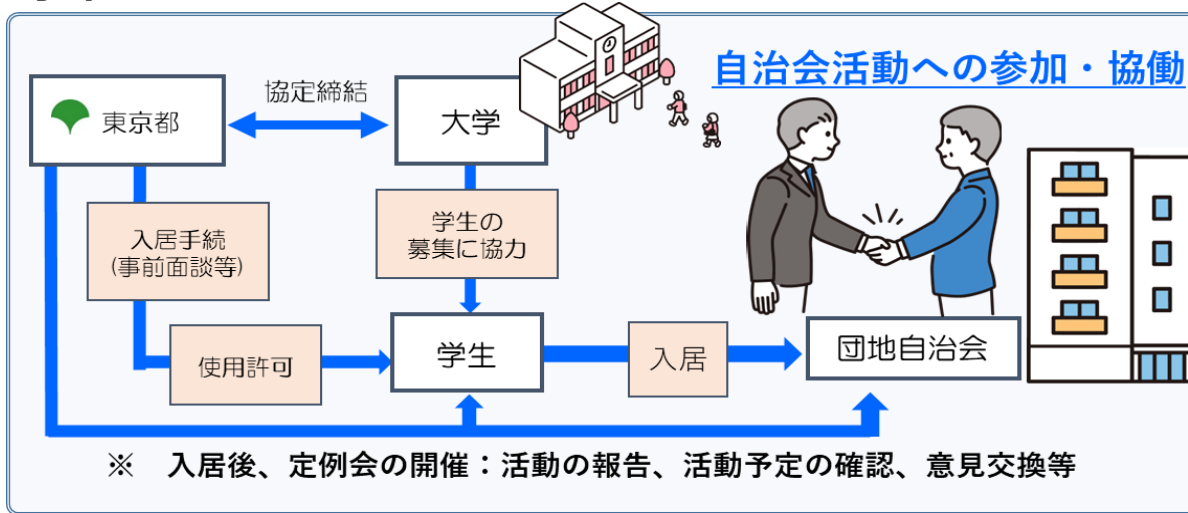 自治会活動への参加・協働
東京都
協定締結
大学
入居手続
(事前面談等)
学生の
募集に協力
使用許可
学生
入居
団地自治会
※ 入居後、定例会の開催：活動の報告、活動予定の確認、意見交換等